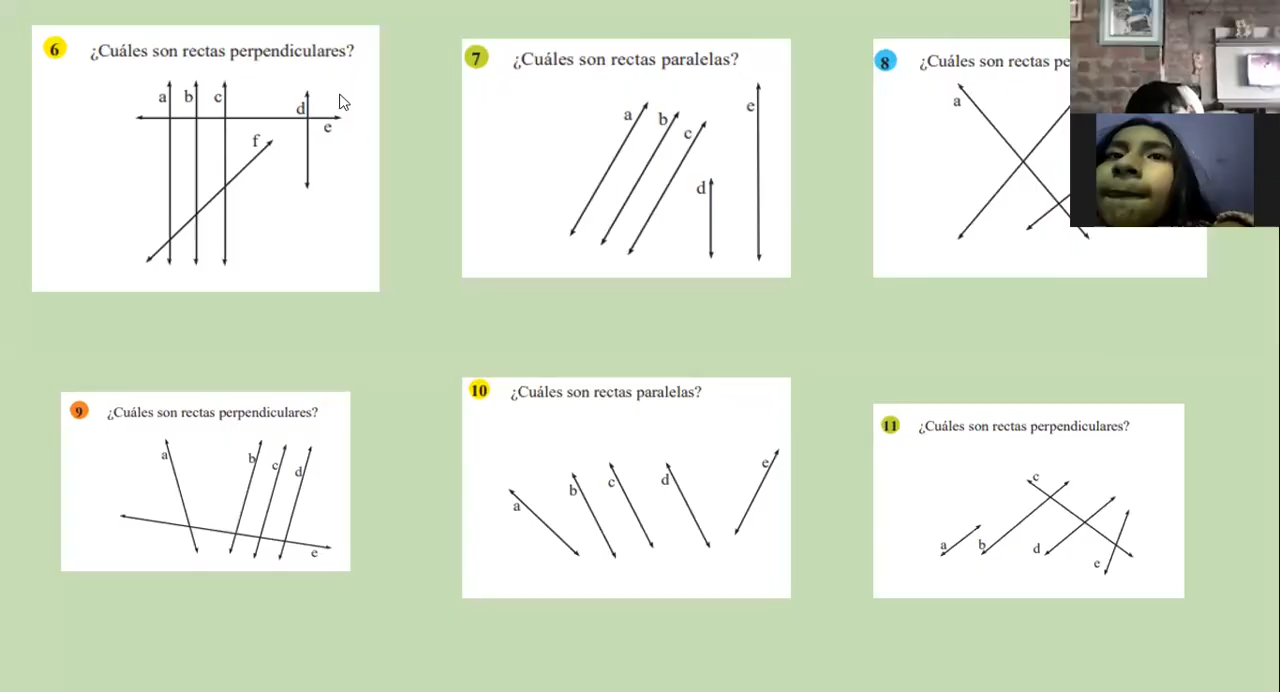 6 ¿Cuáles son rectas perpendiculares?
a b c d
e
f
7 ¿Cuáles son rectas paralelas?
a b c e
d
8 ¿Cuáles son rectas pe
a
9 ¿Cuáles son rectas perpendiculares?
a b c d
e
10 ¿Cuáles son rectas paralelas?
a b c d e
11 ¿Cuáles son rectas perpendiculares?
c
a b d
e